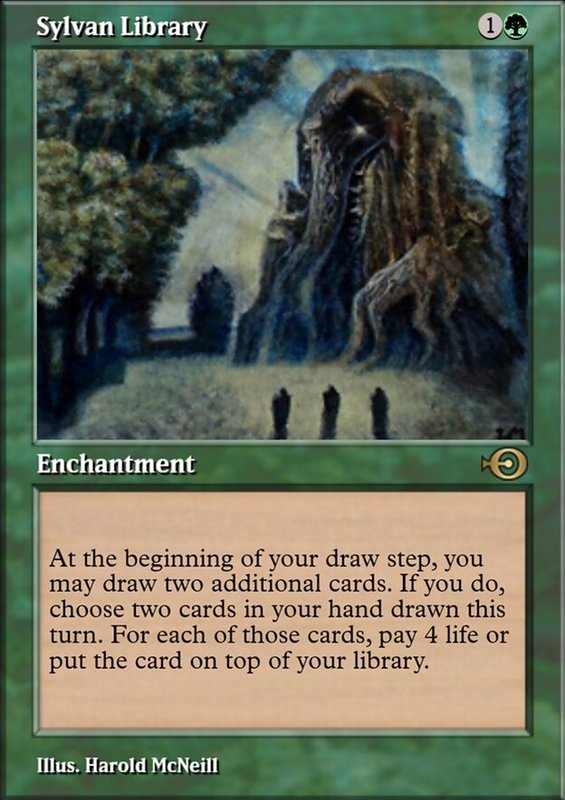 Sylvan Library
1
Enchantment
At the beginning of your draw step, you
may draw two additional cards. If you do,
choose two cards in your hand drawn this
turn. For each of those cards, pay 4 life or
put the card on top of your library.
Illus. Harold McNeill